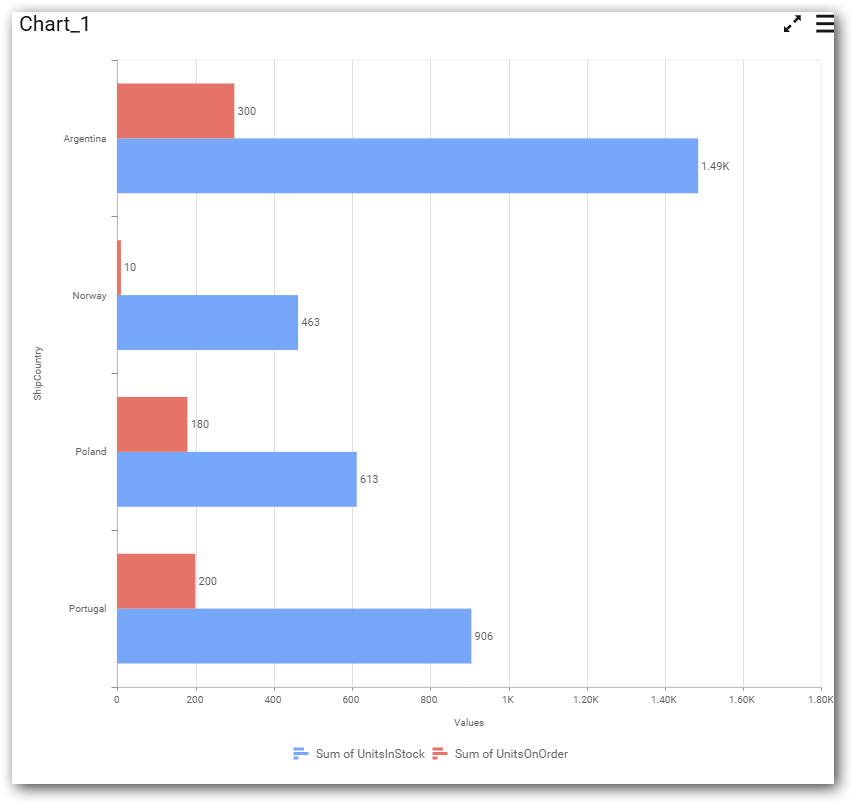 Chart_1
300
Argentina
1.49K
10
Norway
463
ShipCountry
180
Poland
613
200
Portugal
906
0 200 400 600 800 1K 1.20K 1.40K 1.60K 1.80K
Values
Sum of UnitsInStock Sum of UnitsOnOrder